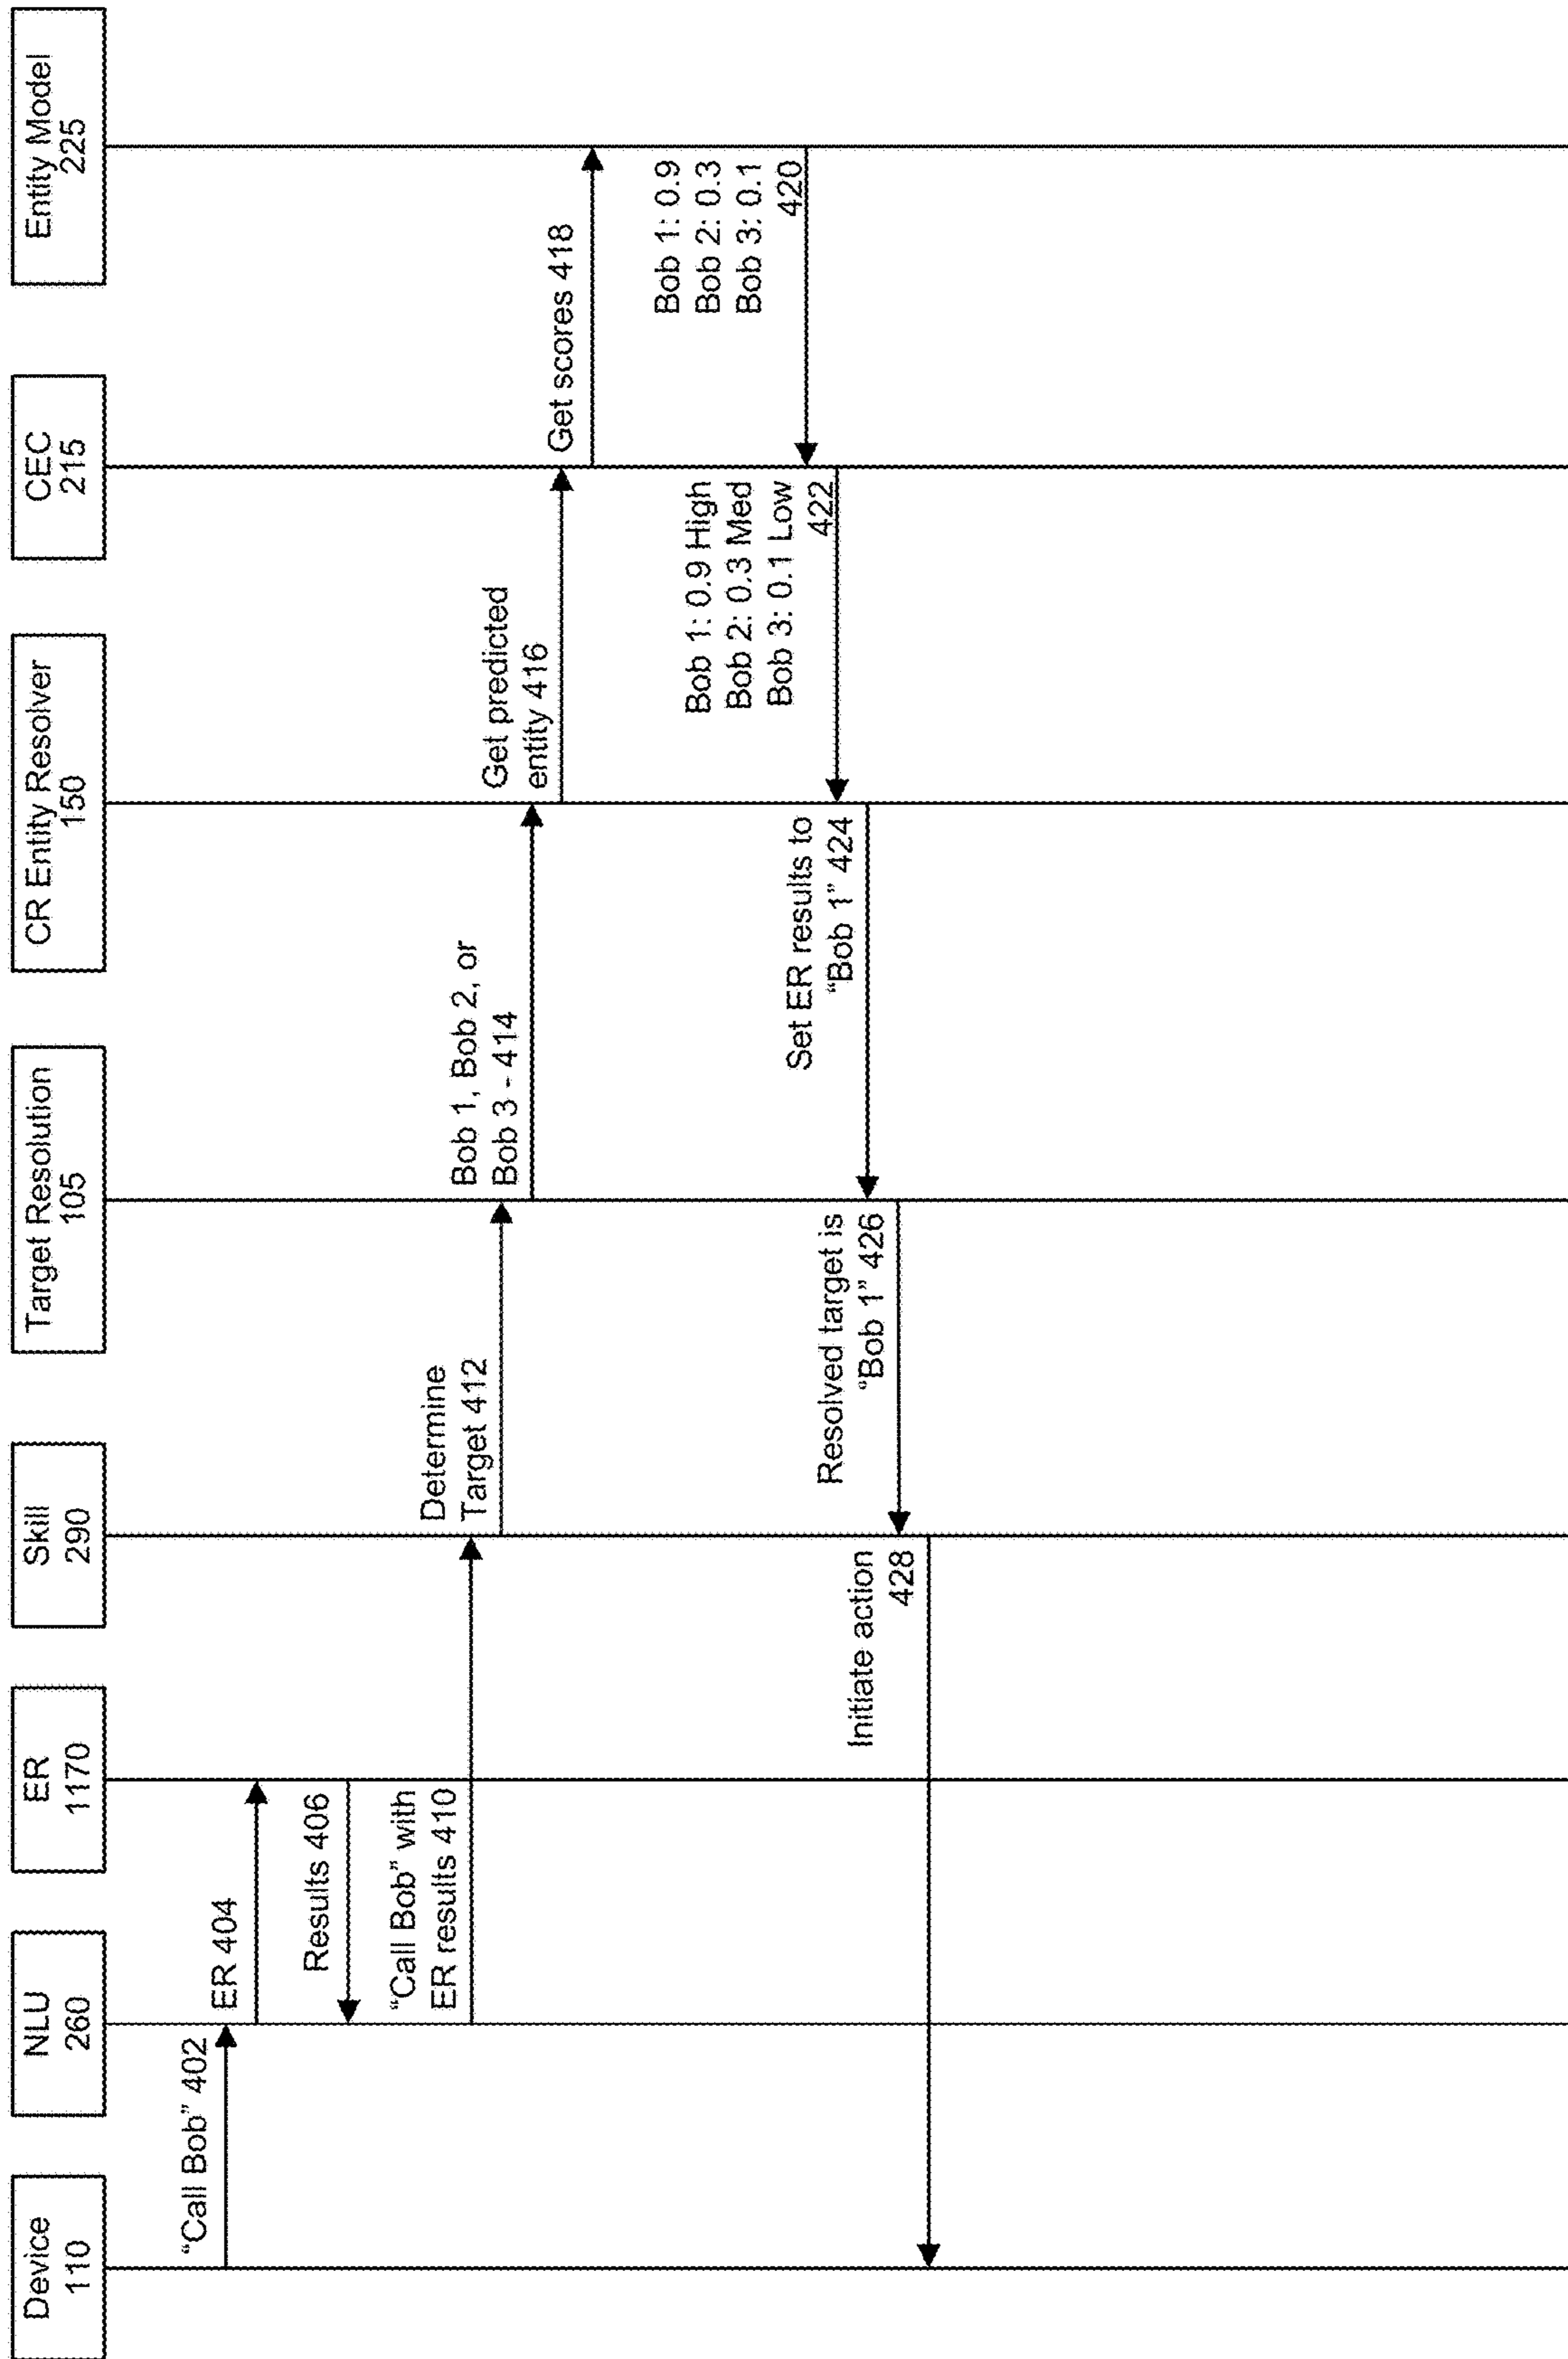 Device
110
NLU
260
ER
1170
Skill
290
Target Resolution
105
CR Entity Resolver
150
CEC
215
Entity Model
225
“Call Bob” 402
ER 404
Results 406
“Call Bob” with
ER results 410
Determine
Target 412
Bob 1, Bob 2, or
Bob 3 - 414
Get predicted
entity 416
Get scores 418
Bob 1: 0.9
Bob 2: 0.3
Bob 3: 0.1
420
Bob 1: 0.9 High
Bob 2: 0.3 Med
Bob 3: 0.1 Low
422
Set ER results to
“Bob 1” 424
Resolved target is
“Bob 1” 426
Initiate action
428